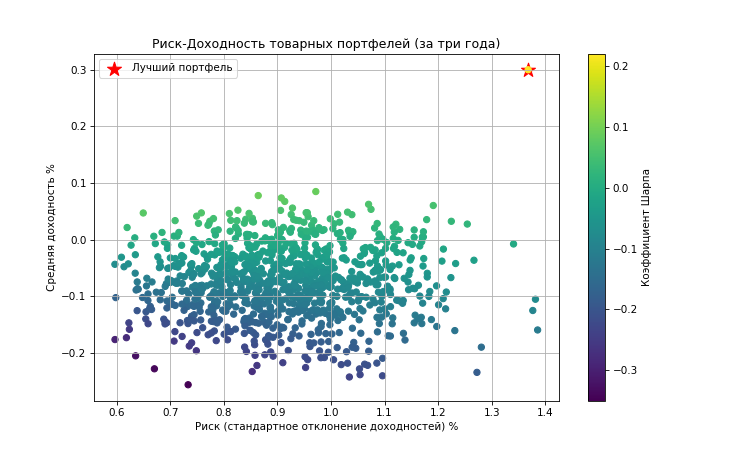 Риск-Доходность товарных портфелей (за три года)
Лучший портфель
Средняя доходность %
0.3
0.2
0.1
0.0
−0.1
−0.2
0.6 0.7 0.8 0.9 1.0 1.1 1.2 1.3 1.4
Риск (стандартное отклонение доходностей) %
0.2
0.1
0.0
−0.1
−0.2
−0.3
Коэффициент Шарпа